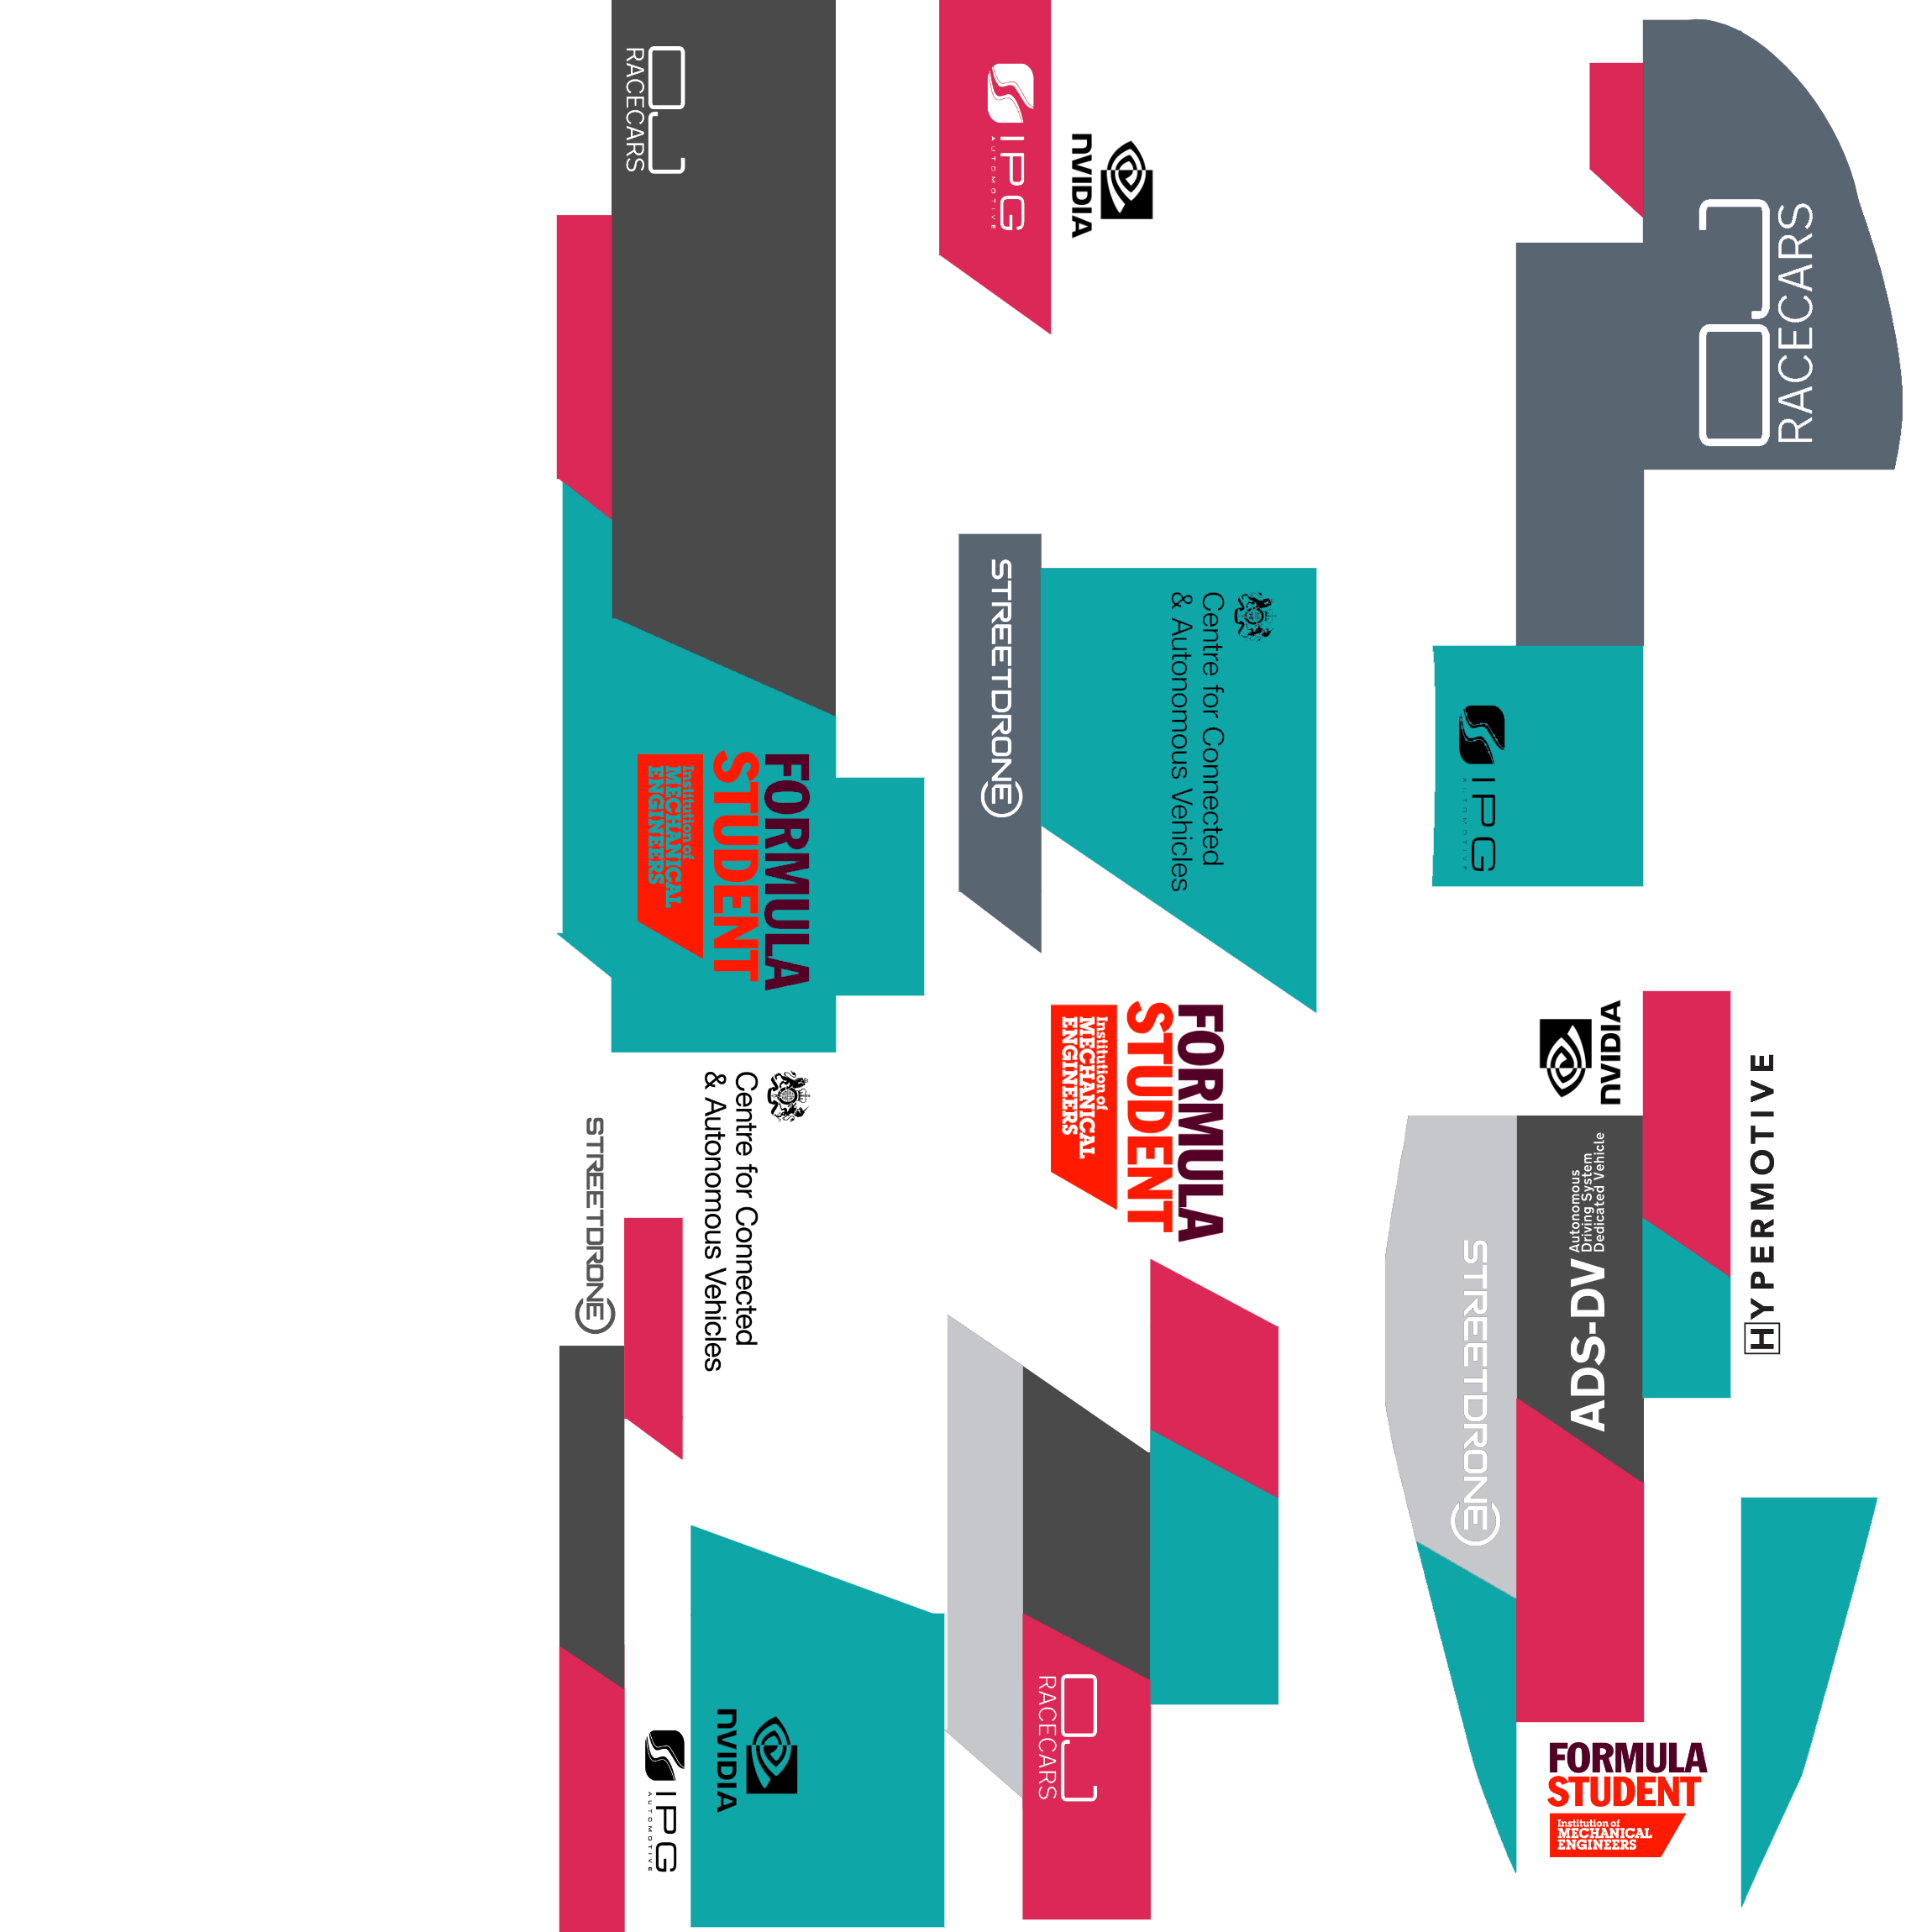 RACECARS
IPG
AUTOMOTIVE
NVIDIA
RACECARS
STREETDRONE
Centre for Connected
& Autonomous Vehicles
IPG
AUTOMOTIVE
FORMULA
STUDENT
Institution of
MECHANICAL
ENGINEERS
FORMULA
STUDENT
Institution of
MECHANICAL
ENGINEERS
NVIDIA
HYPERMOTIVE
Centre for Connected
& Autonomous Vehicles
STREETDRONE
ADS-DV
Autonomous
Driving System
Dedicated Vehicle
STREETDRONE
IPG
AUTOMOTIVE
NVIDIA
RACECARS
FORMULA
STUDENT
Institution of
MECHANICAL
ENGINEERS